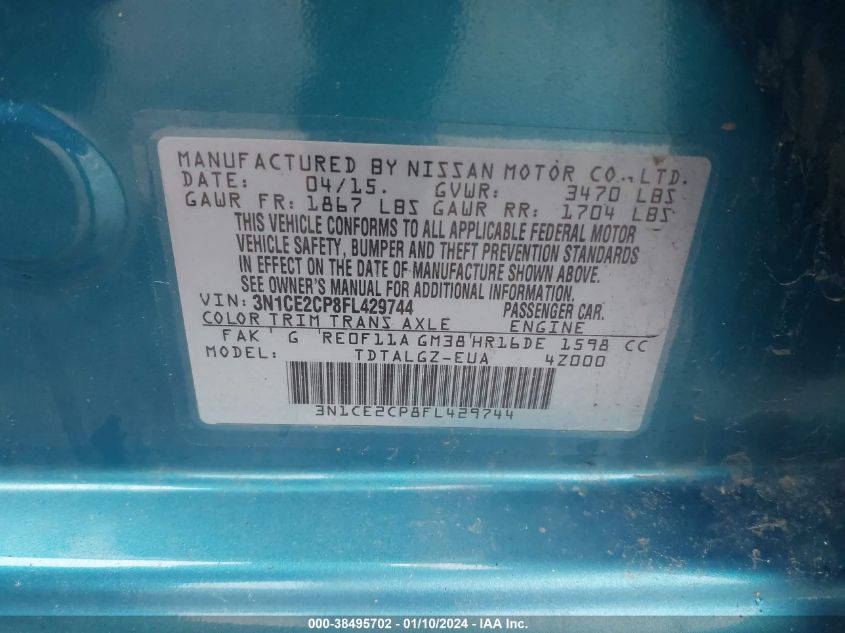 MANUFACTURED BY NISSAN MOTOR CO., LTD.
DATE: 04/15. GVWR: 3470 LBS
GAWR FR: 1867 LBS GAWR RR: 1704 LBS
THIS VEHICLE CONFORMS TO ALL APPLICABLE FEDERAL MOTOR
VEHICLE SAFETY, BUMPER AND THEFT PREVENTION STANDARDS
IN EFFECT ON THE DATE OF MANUFACTURE SHOWN ABOVE.
SEE OWNER'S MANUAL FOR ADDITIONAL INFORMATION.
VIN: 3N1CE2CP8FL429744 PASSENGER CAR.
COLOR TRIM TRANS AXLE ENGINE
FAK G RE0F11A GM38 HR16DE 1598 CC
MODEL: TDTALGZ-EUA 4Z000
3N1CE2CP8FL429744
000-38495702 - 01/10/2024 - IAAI.COM